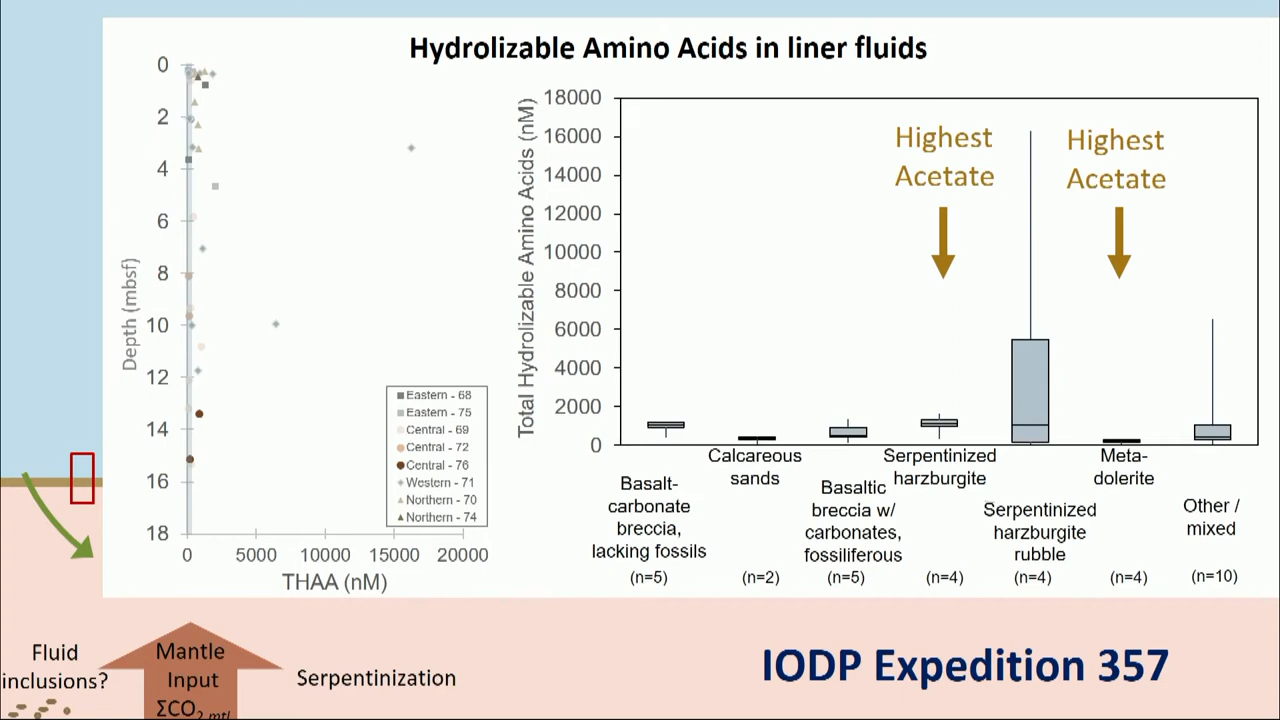 Hydrolizable Amino Acids in liner fluids
0
2
4
6
8
10
12
14
16
18
Depth (mbsf)
0 5000 10000 15000 20000
THAA (nM)
Eastern - 68
Eastern - 75
Central - 69
Central - 72
Central - 76
Western - 71
Northern - 70
Northern - 74
Total Hydrolizable Amino Acids (nM)
18000
16000
14000
12000
10000
8000
6000
4000
2000
0
Highest
Acetate
Highest
Acetate
Basalt-
carbonate
breccia,
lacking fossils
(n=5)
Calcareous
sands
(n=2)
Basaltic
breccia w/
carbonates,
fossiliferous
(n=5)
Serpentinized
harzburgite
(n=4)
Serpentinized
harzburgite
rubble
(n=4)
Meta-
dolerite
(n=4)
Other /
mixed
(n=10)
Fluid
inclusions?
Mantle
Input
ΣCO2 mtl
Serpentinization
IODP Expedition 357